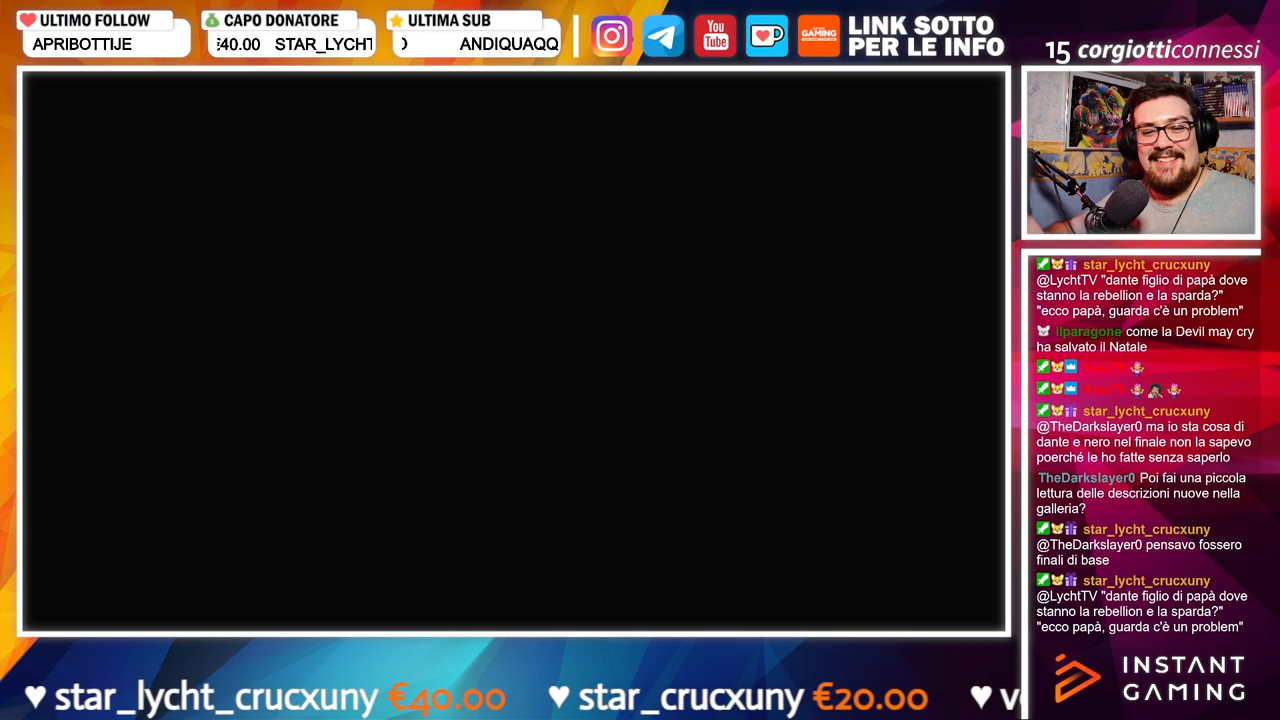 ULTIMO FOLLOW
APRIBOTTIJE
CAPO DONATORE
€40.00 STAR_LYCHT
ULTIMA SUB
ANDIQUAQQ
You
Tube
GAMING
LINK SOTTO
PER LE INFO
15 corgiotticonnessi
star_lycht_crucxuny
@LychtTV "dante figlio di papà dove
stanno la rebellion e la sparda?"
"ecco papà, guarda c'è un problem"
ilparagone come la Devil may cry
ha salvato il Natale
star_lycht_crucxuny
@TheDarkslayer0 ma io sta cosa di
dante e nero nel finale non la sapevo
poerché le ho fatte senza saperlo
TheDarkslayer0 Poi fai una piccola
lettura delle descrizioni nuove nella
galleria?
star_lycht_crucxuny
@TheDarkslayer0 pensavo fossero
finali di base
star_lycht_crucxuny
@LychtTV "dante figlio di papà dove
stanno la rebellion e la sparda?"
"ecco papà, guarda c'è un problem"
INSTANT
GAMING
♥ star_lycht_crucxuny €40.00 ♥ star_crucxuny €20.00 ♥